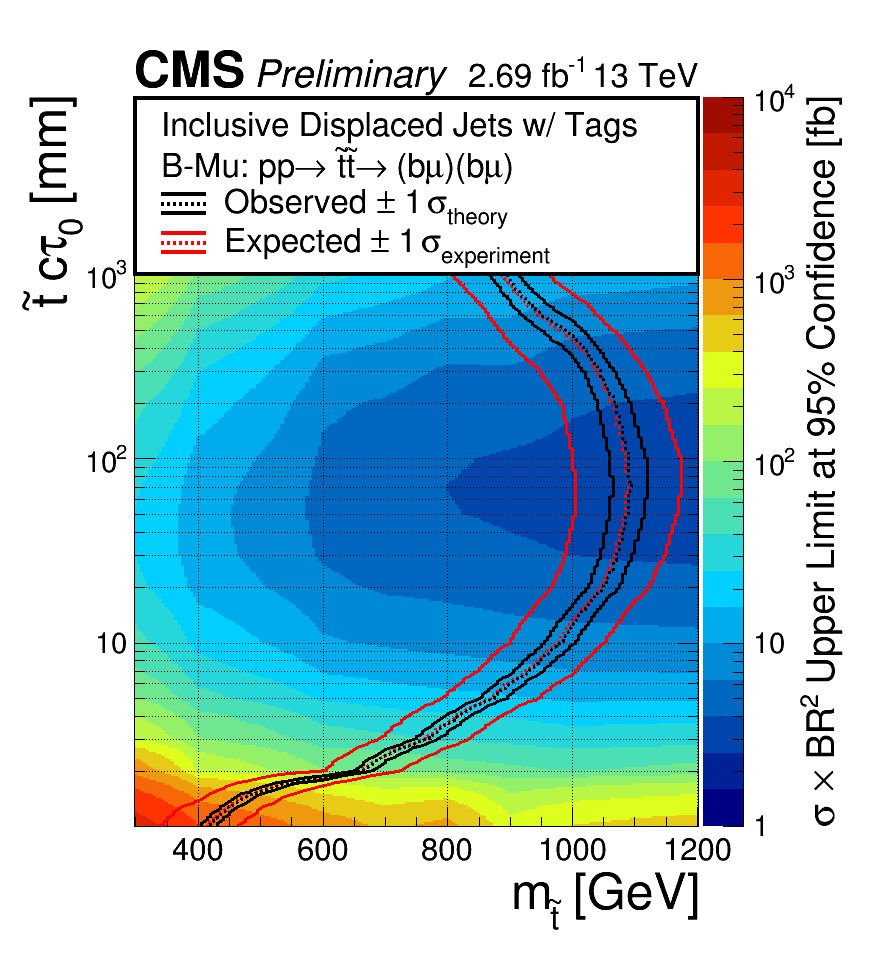 CMS Preliminary 2.69 fb⁻¹ 13 TeV
Inclusive Displaced Jets w/ Tags
B-Mu: pp→ t̃t̃→ (bμ)(bμ)
Observed ± 1 σ_theory
Expected ± 1 σ_experiment
t̃ cτ₀ [mm]
10³
10²
10
400 600 800 1000 1200
m_t̃ [GeV]
10⁴
10³
10²
10
1
σ × BR² Upper Limit at 95% Confidence [fb]